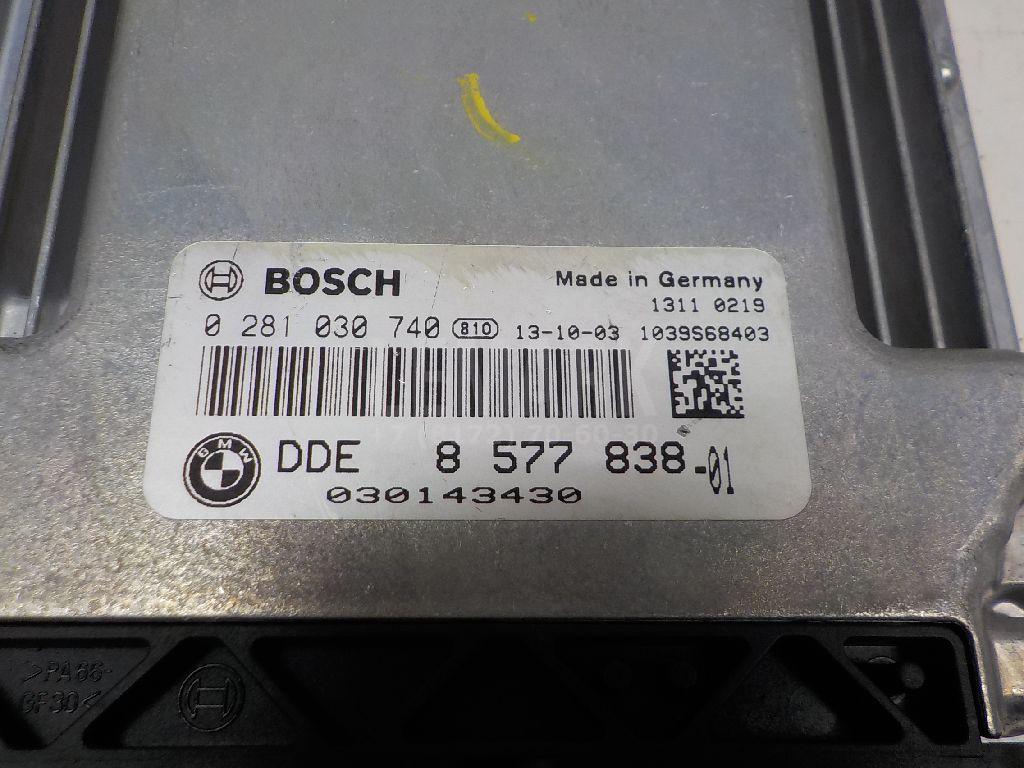 BOSCH
Made in Germany
1311 0219
0 281 030 740 810 13-10-03 1039S68403
BMW
DDE 8 577 838-01
030143430
>PA66-
GF30<